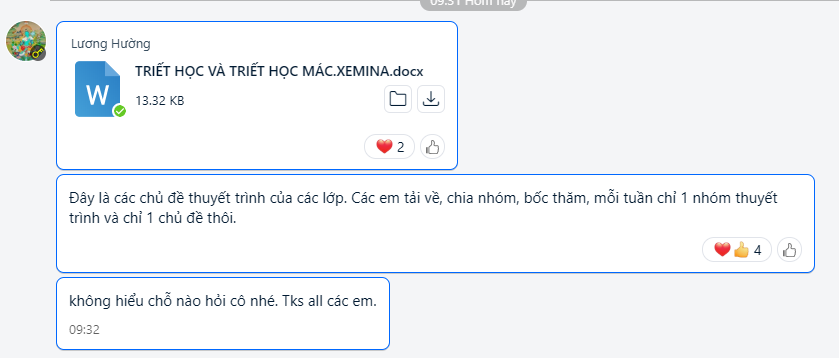 09:31 Hôm nay
Lương Hường
TRIẾT HỌC VÀ TRIẾT HỌC MÁC.XEMINA.docx
W
13.32 KB
2
Đây là các chủ đề thuyết trình của các lớp. Các em tải về, chia nhóm, bốc thăm, mỗi tuần chỉ 1 nhóm thuyết
trình và chỉ 1 chủ đề thôi.
4
không hiểu chỗ nào hỏi cô nhé. Tks all các em.
09:32